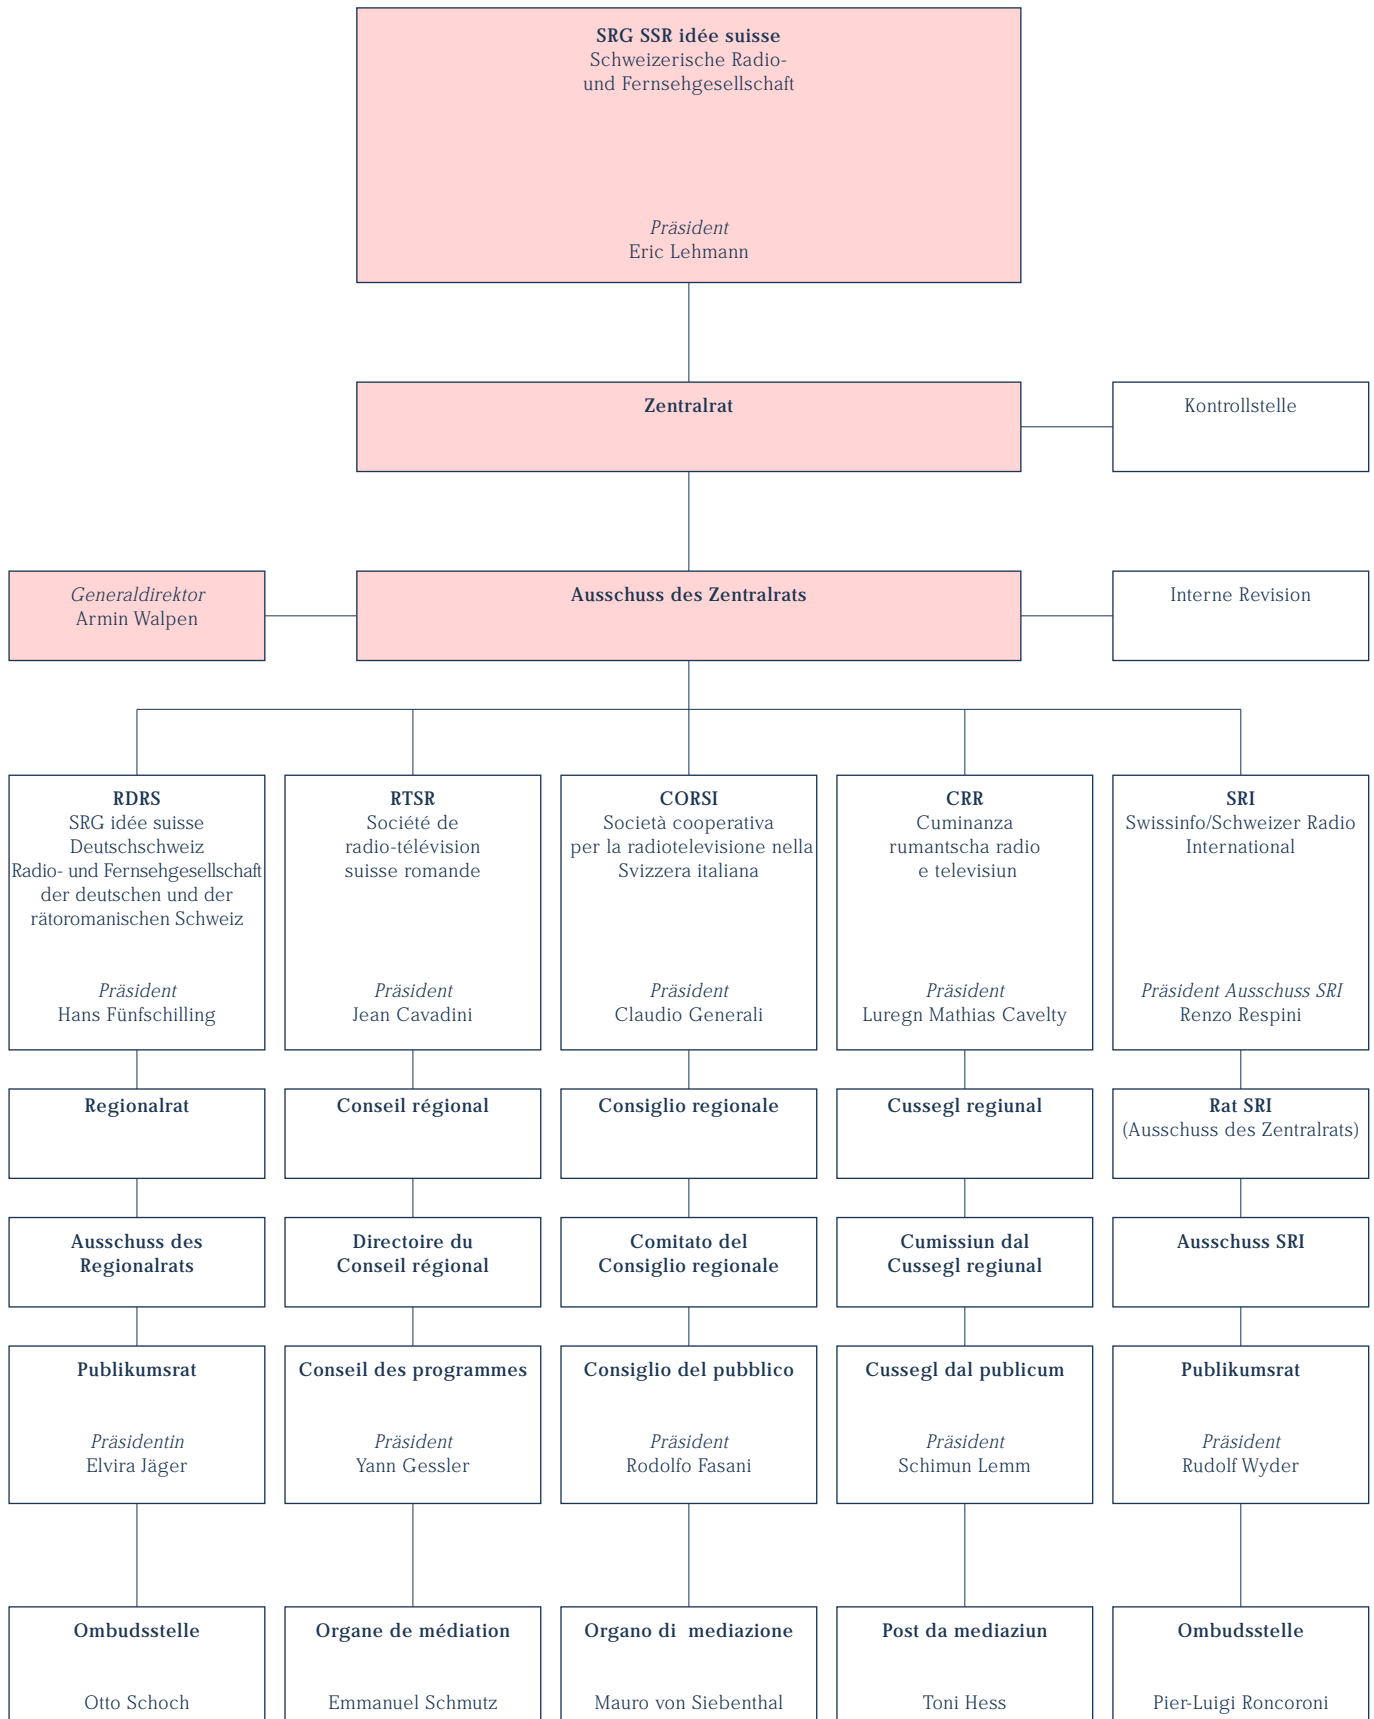 SRG SSR idée suisse
Schweizerische Radio-
und Fernsehgesellschaft
Präsident
Eric Lehmann
Zentralrat
Kontrollstelle
Generaldirektor
Armin Walpen
Ausschuss des Zentralrats
Interne Revision
RDRS
SRG idée suisse
Deutschschweiz
Radio- und Fernsehgesellschaft
der deutschen und der
rätoromanischen Schweiz
Präsident
Hans Fünfschilling
RTSR
Société de
radio-télévision
suisse romande
Präsident
Jean Cavadini
CORSI
Società cooperativa
per la radiotelevisione nella
Svizzera italiana
Präsident
Claudio Generali
CRR
Cuminanza
rumantscha radio
e televisiun
Präsident
Luregn Mathias Cavelty
SRI
Swissinfo/Schweizer Radio
International
Präsident Ausschuss SRI
Renzo Respini
Regionalrat
Conseil régional
Consiglio regionale
Cussegl regiunal
Rat SRI
(Ausschuss des Zentralrats)
Ausschuss des
Regionalrats
Directoire du
Conseil régional
Comitato del
Consiglio regionale
Cumissiun dal
Cussegl regiunal
Ausschuss SRI
Publikumsrat
Präsidentin
Elvira Jäger
Conseil des programmes
Präsident
Yann Gessler
Consiglio del pubblico
Präsident
Rodolfo Fasani
Cussegl dal publicum
Präsident
Schimun Lemm
Publikumsrat
Präsident
Rudolf Wyder
Ombudsstelle
Otto Schoch
Organe de médiation
Emmanuel Schmutz
Organo di mediazione
Mauro von Siebenthal
Post da mediaziun
Toni Hess
Ombudsstelle
Pier-Luigi Roncoroni